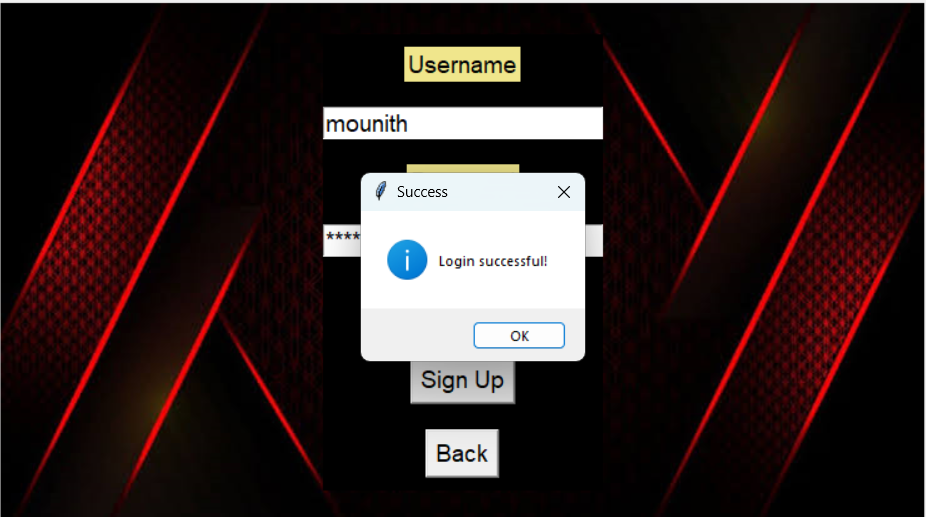 Username
mounith
Success
****
Login successful!
OK
Sign Up
Back